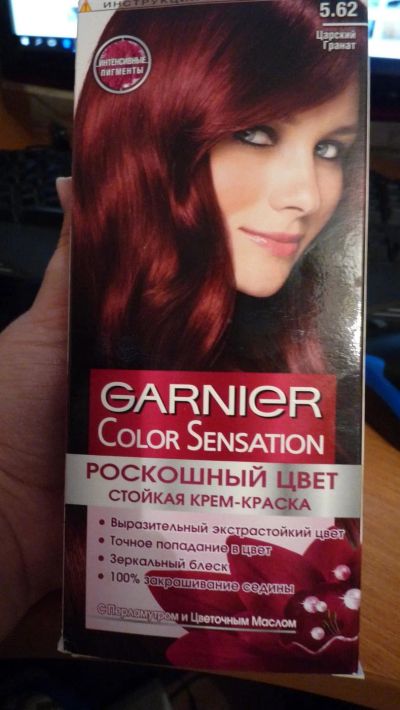 ИНСТРУКЦИ
5.62
Царский
Гранат
ИНТЕНСИВНЫЕ
ПИГМЕНТЫ
GARNIER
COLOR SENSATION
РОСКОШНЫЙ ЦВЕТ
СТОЙКАЯ КРЕМ-КРАСКА
• Выразительный экстрастойкий цвет
• Точное попадание в цвет
• Зеркальный блеск
• 100% закрашивание седины
С Перламутром и Цветочным Маслом